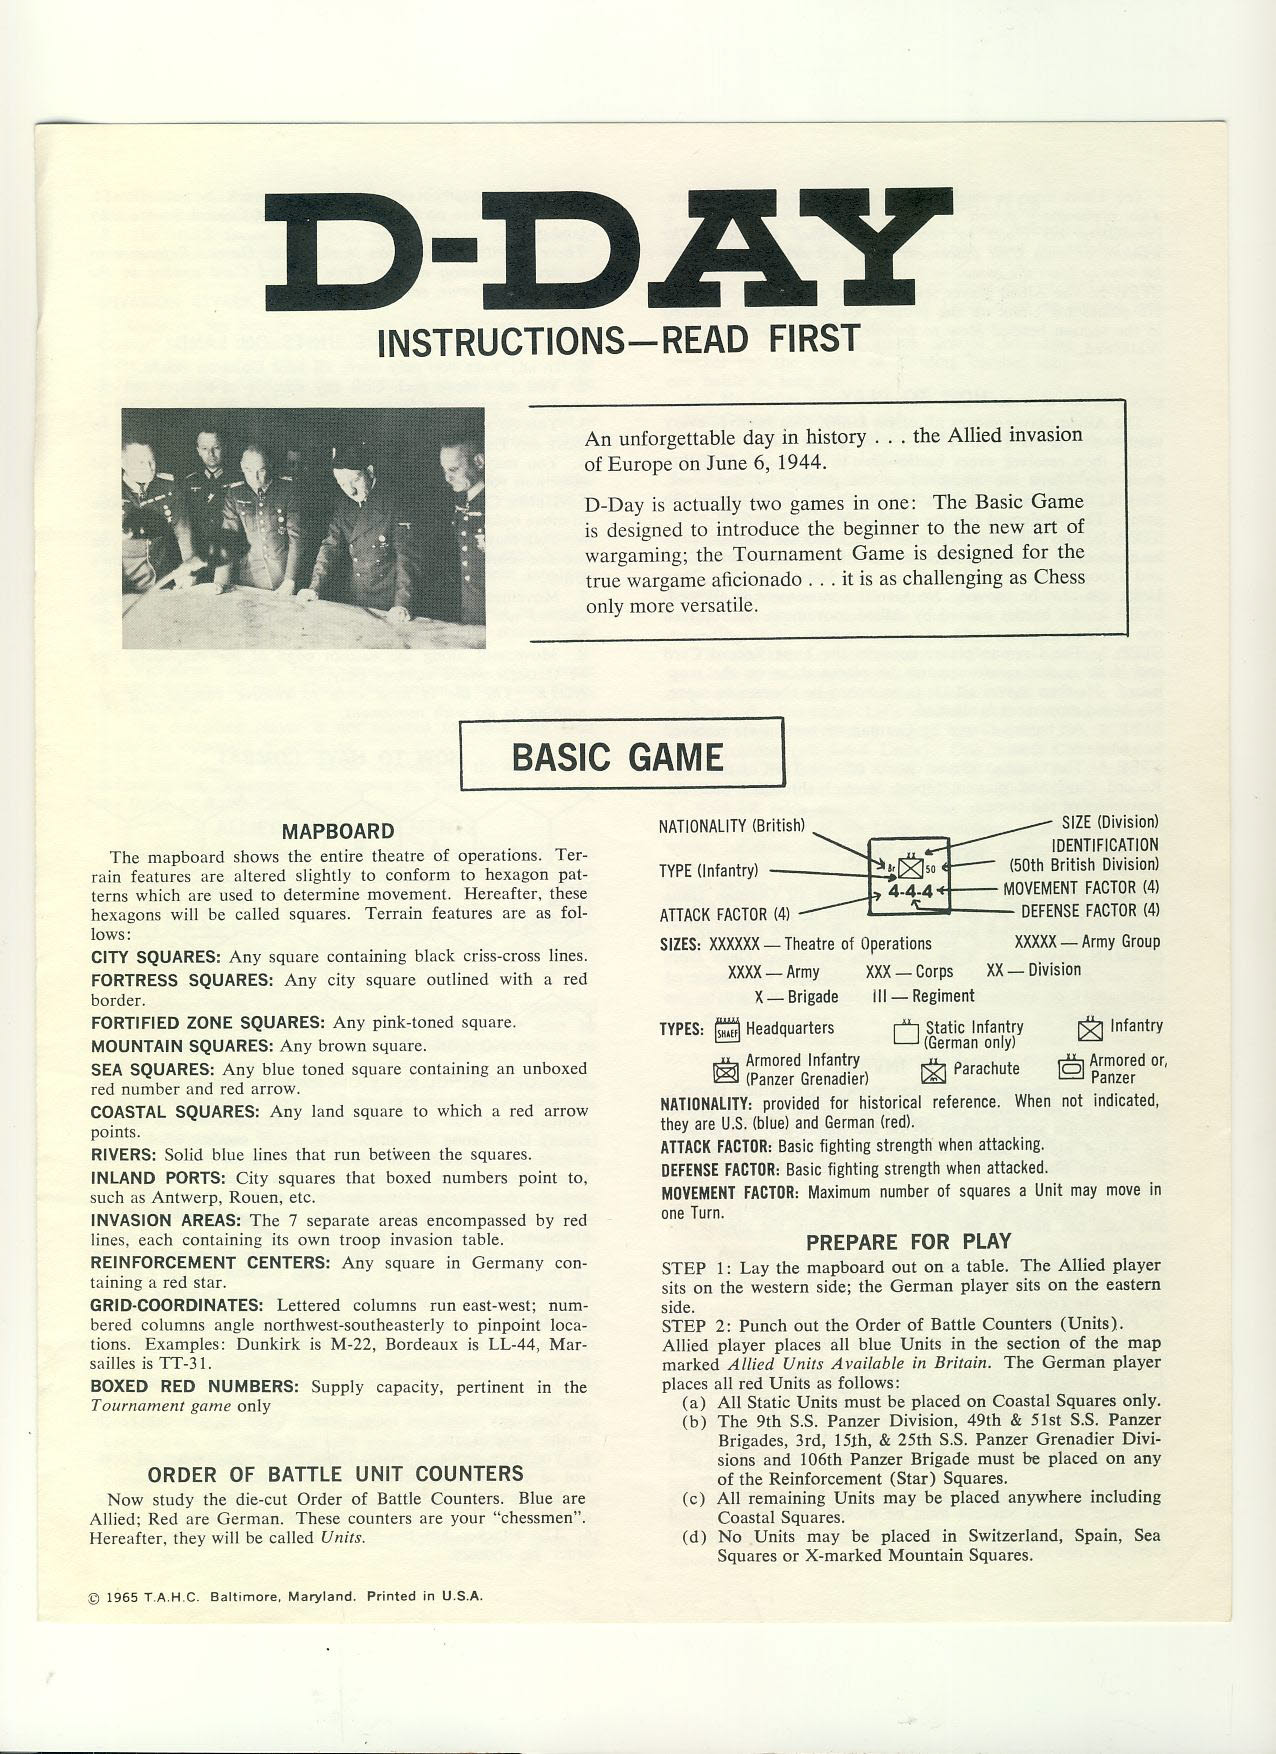 D-DAY
INSTRUCTIONS—READ FIRST
An unforgettable day in history . . . the Allied invasion
of Europe on June 6, 1944.
D-Day is actually two games in one: The Basic Game
is designed to introduce the beginner to the new art of
wargaming; the Tournament Game is designed for the
true wargame aficionado . . . it is as challenging as Chess
only more versatile.
BASIC GAME
MAPBOARD
The mapboard shows the entire theatre of operations. Ter-
rain features are altered slightly to conform to hexagon pat-
terns which are used to determine movement. Hereafter, these
hexagons will be called squares. Terrain features are as fol-
lows:
CITY SQUARES: Any square containing black criss-cross lines.
FORTRESS SQUARES: Any city square outlined with a red
border.
FORTIFIED ZONE SQUARES: Any pink-toned square.
MOUNTAIN SQUARES: Any brown square.
SEA SQUARES: Any blue toned square containing an unboxed
red number and red arrow.
COASTAL SQUARES: Any land square to which a red arrow
points.
RIVERS: Solid blue lines that run between the squares.
INLAND PORTS: City squares that boxed numbers point to,
such as Antwerp, Rouen, etc.
INVASION AREAS: The 7 separate areas encompassed by red
lines, each containing its own troop invasion table.
REINFORCEMENT CENTERS: Any square in Germany con-
taining a red star.
GRID-COORDINATES: Lettered columns run east-west; num-
bered columns angle northwest-southeasterly to pinpoint loca-
tions. Examples: Dunkirk is M-22, Bordeaux is LL-44, Mar-
sailles is TT-31.
BOXED RED NUMBERS: Supply capacity, pertinent in the
Tournament game only
ORDER OF BATTLE UNIT COUNTERS
Now study the die-cut Order of Battle Counters. Blue are
Allied; Red are German. These counters are your “chessmen”.
Hereafter, they will be called Units.
© 1965 T.A.H.C. Baltimore, Maryland. Printed in U.S.A.
NATIONALITY (British)
TYPE (Infantry)
ATTACK FACTOR (4)
XX
Br 50
4-4-4
SIZE (Division)
IDENTIFICATION
(50th British Division)
MOVEMENT FACTOR (4)
DEFENSE FACTOR (4)
SIZES: XXXXXX — Theatre of Operations XXXXX — Army Group
XXXX — Army XXX — Corps XX — Division
X — Brigade III — Regiment
TYPES: SHAEF Headquarters XX Static Infantry XX Infantry
(German only)
XX Armored Infantry XX Parachute XX Armored or,
(Panzer Grenadier) Panzer
NATIONALITY: provided for historical reference. When not indicated,
they are U.S. (blue) and German (red).
ATTACK FACTOR: Basic fighting strength when attacking.
DEFENSE FACTOR: Basic fighting strength when attacked.
MOVEMENT FACTOR: Maximum number of squares a Unit may move in
one Turn.
PREPARE FOR PLAY
STEP 1: Lay the mapboard out on a table. The Allied player
sits on the western side; the German player sits on the eastern
side.
STEP 2: Punch out the Order of Battle Counters (Units).
Allied player places all blue Units in the section of the map
marked Allied Units Available in Britain. The German player
places all red Units as follows:
(a) All Static Units must be placed on Coastal Squares only.
(b) The 9th S.S. Panzer Division, 49th & 51st S.S. Panzer
Brigades, 3rd, 15th, & 25th S.S. Panzer Grenadier Divi-
sions and 106th Panzer Brigade must be placed on any
of the Reinforcement (Star) Squares.
(c) All remaining Units may be placed anywhere including
Coastal Squares.
(d) No Units may be placed in Switzerland, Spain, Sea
Squares or X-marked Mountain Squares.